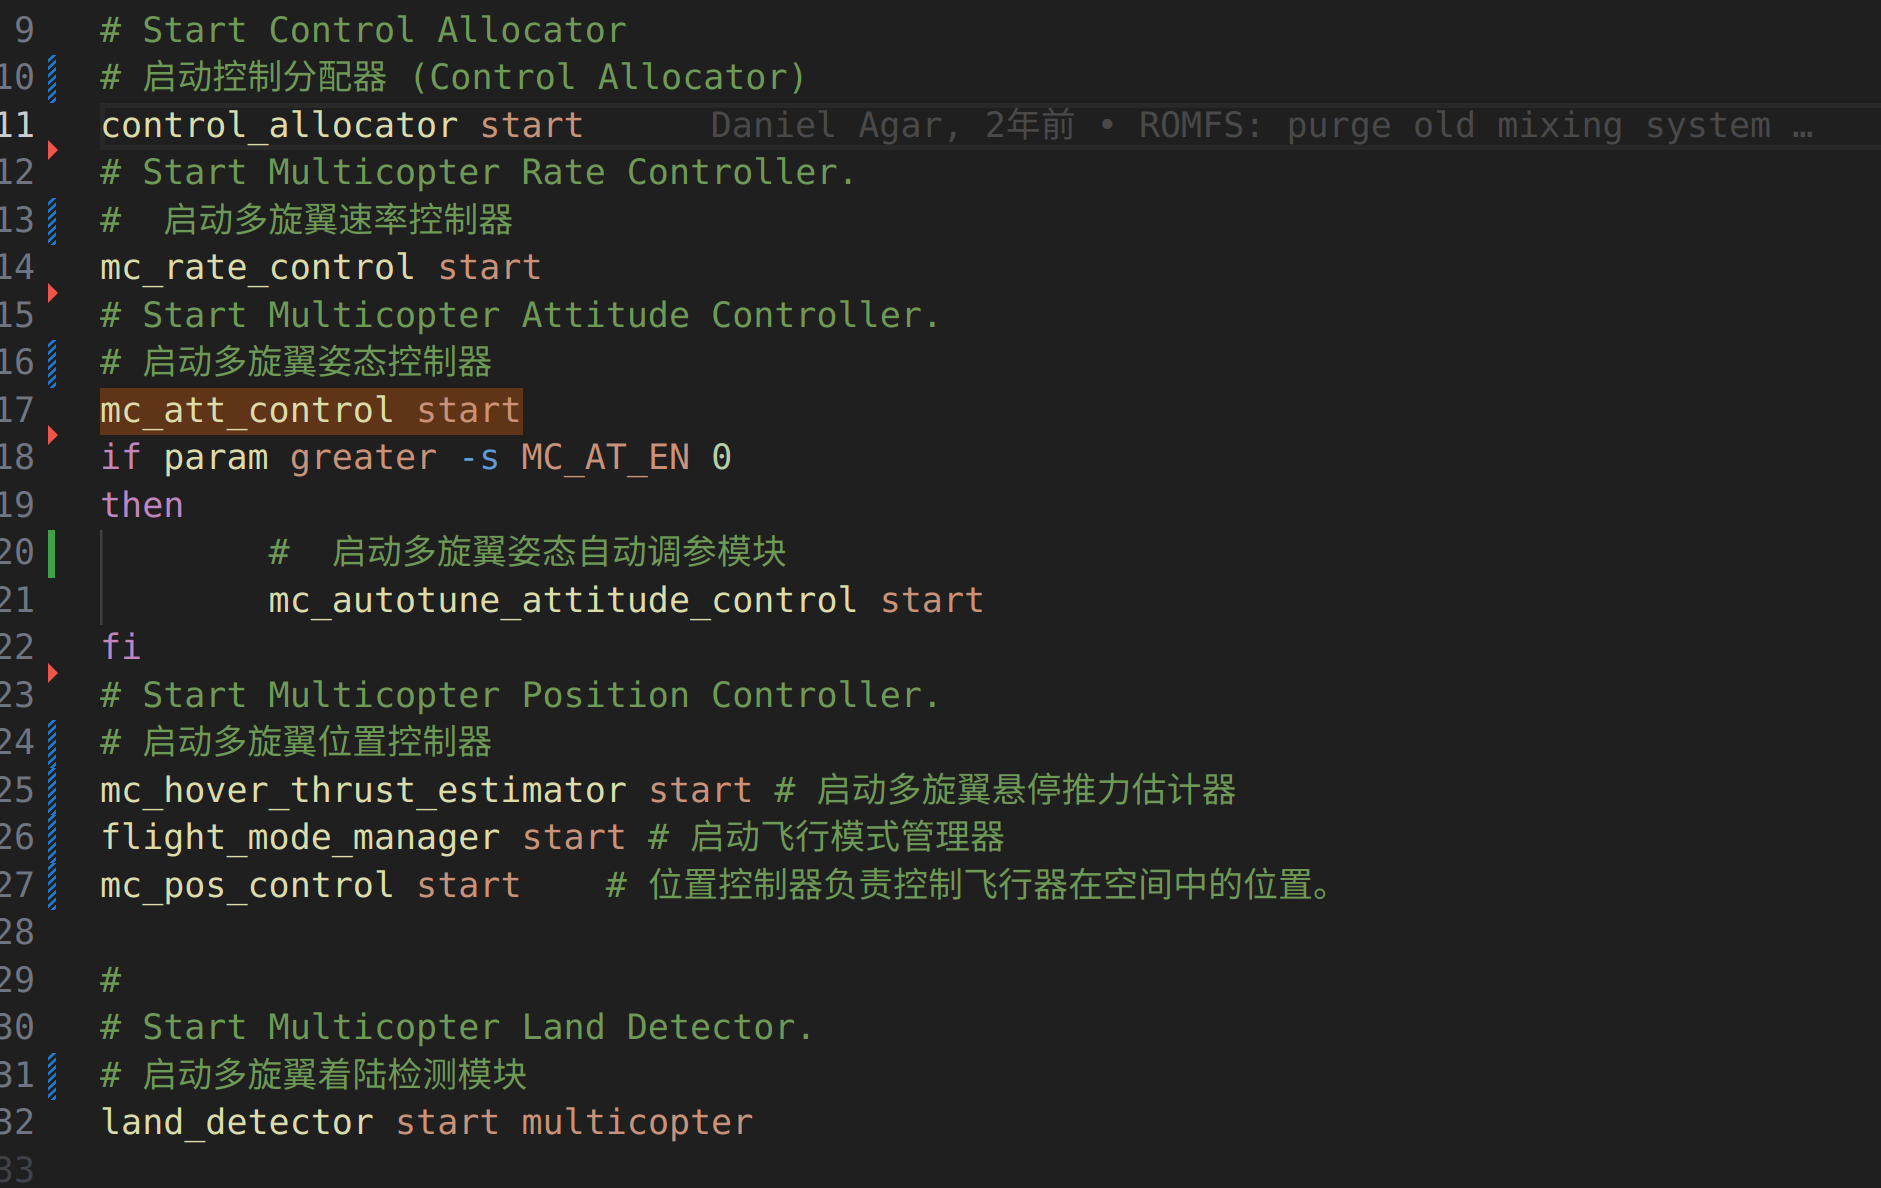 9 # Start Control Allocator
10 # 启动控制分配器 (Control Allocator)
11 control_allocator start Daniel Agar, 2年前 • ROMFS: purge old mixing system …
12 # Start Multicopter Rate Controller.
13 #  启动多旋翼速率控制器
14 mc_rate_control start
15 # Start Multicopter Attitude Controller.
16 # 启动多旋翼姿态控制器
17 mc_att_control start
18 if param greater -s MC_AT_EN 0
19 then
20 #  启动多旋翼姿态自动调参模块
21 mc_autotune_attitude_control start
22 fi
23 # Start Multicopter Position Controller.
24 # 启动多旋翼位置控制器
25 mc_hover_thrust_estimator start # 启动多旋翼悬停推力估计器
26 flight_mode_manager start # 启动飞行模式管理器
27 mc_pos_control start    # 位置控制器负责控制飞行器在空间中的位置。
28
29 #
30 # Start Multicopter Land Detector.
31 # 启动多旋翼着陆检测模块
32 land_detector start multicopter
33